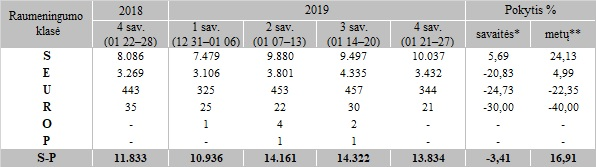 Raumeningumo klasė 2018 2019 Pokytis %
4 sav. (01 22–28) 1 sav. (12 31–01 06) 2 sav. (01 07–13) 3 sav. (01 14–20) 4 sav. (01 21–27) savaitės* metų**
S 8.086 7.479 9.880 9.497 10.037 5,69 24,13
E 3.269 3.106 3.801 4.335 3.432 -20,83 4,99
U 443 325 453 457 344 -24,73 -22,35
R 35 25 22 30 21 -30,00 -40,00
O - 1 4 2 - - -
P - - 1 1 - - -
S-P 11.833 10.936 14.161 14.322 13.834 -3,41 16,91